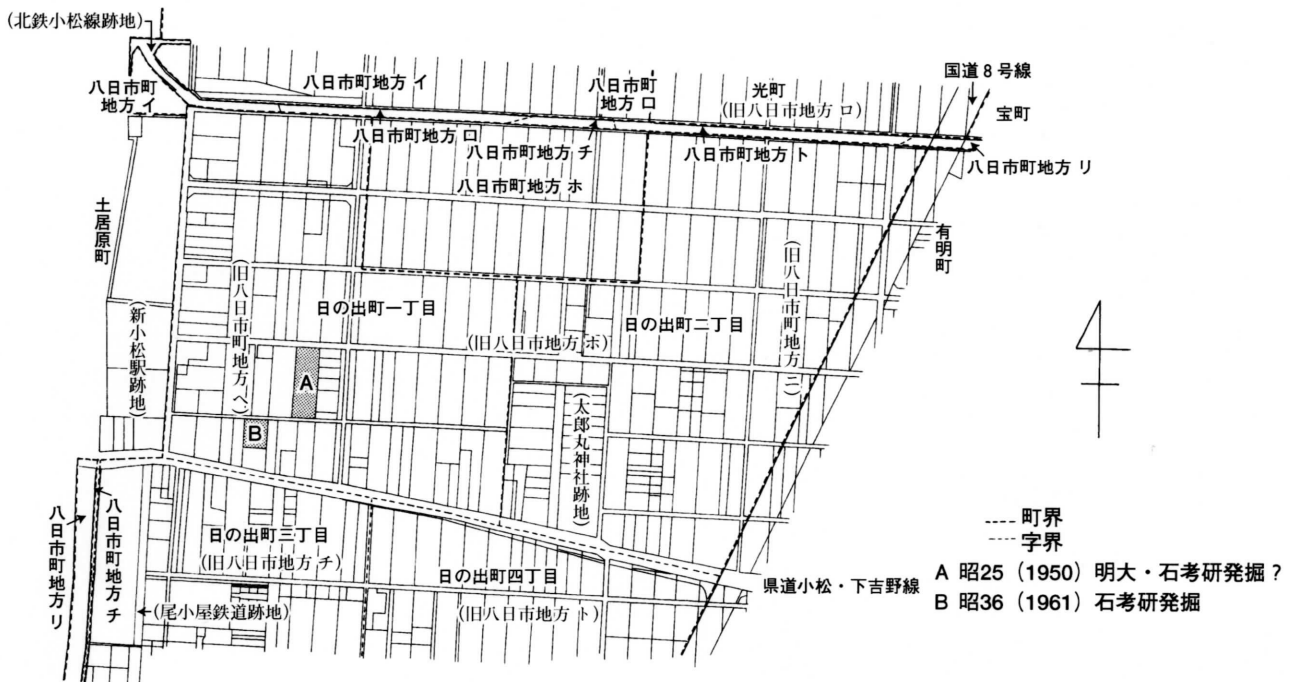 (北鉄小松線跡地)
八日市町
地方 イ
八日市町地方 イ
八日市町
地方 ロ
光町
(旧八日市地方 ロ)
国道8号線
宝町
八日市町地方 ロ
八日市町地方 チ
八日市町地方 ト
八日市町地方 リ
八日市町地方 ホ
土居原町
有明町
(旧八日市町地方 ニ)
(新小松駅跡地)
(旧八日市町地方 ヘ)
日の出町一丁目
(旧八日市地方 ホ)
日の出町二丁目
A
B
(太郎丸神社跡地)
八日市町地方 リ
八日市町地方 チ
日の出町三丁目
(旧八日市地方 チ)
日の出町四丁目
(旧八日市地方 ト)
(尾小屋鉄道跡地)
県道小松・下吉野線
町界
字界
A 昭25(1950)明大・石考研発掘?
B 昭36(1961)石考研発掘